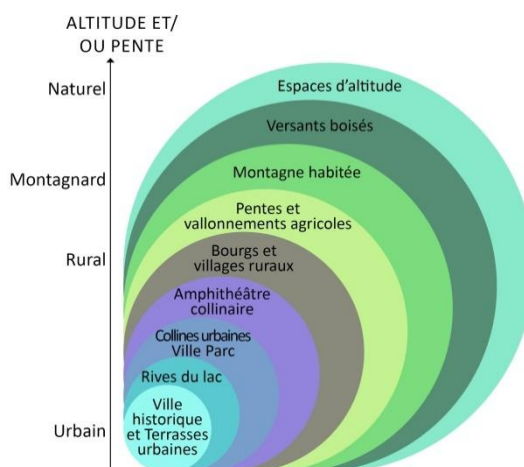 ALTITUDE ET/
OU PENTE
Naturel
Montagnard
Rural
Urbain
Espaces d'altitude
Versants boisés
Montagne habitée
Pentes et
vallonnements agricoles
Bourgs et
villages ruraux
Amphithéâtre
collinaire
Collines urbaines
Ville Parc
Rives du lac
Ville
historique
et Terrasses
urbaines